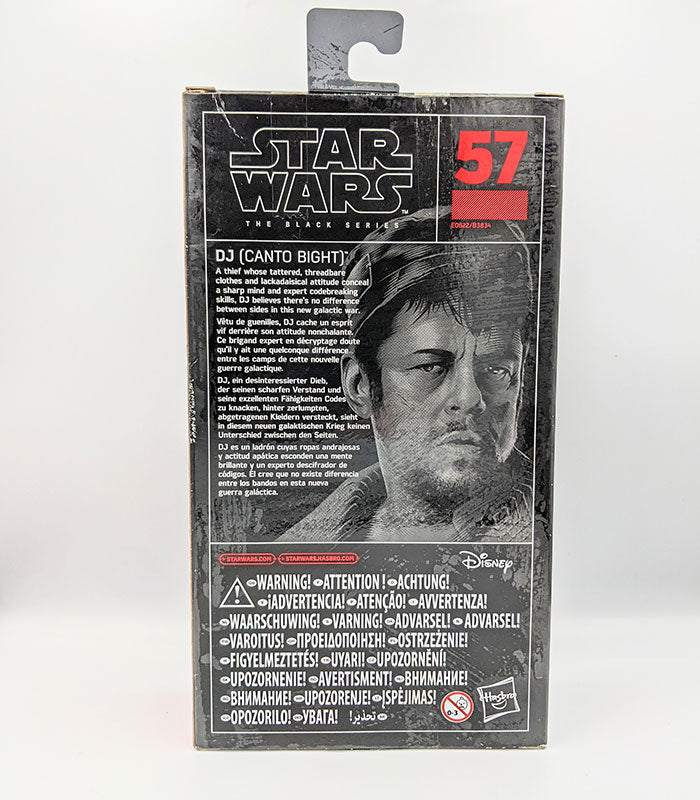 STAR
WARS™
THE BLACK SERIES
57
E0622/B3834
DJ (CANTO BIGHT)™
A thief whose tattered, threadbare
clothes and lackadaisical attitude conceal
a sharp mind and expert codebreaking
skills, DJ believes there's no difference
between sides in this new galactic war.
Vêtu de guenilles, DJ cache un esprit
vif derrière son attitude nonchalante.
Ce brigand expert en décryptage doute
qu'il y ait une quelconque différence
entre les camps de cette nouvelle
guerre galactique.
DJ, ein desinteressierter Dieb,
der seinen scharfen Verstand und
seine exzellenten Fähigkeiten Codes
zu knacken, hinter zerlumpten,
abgetragenen Kleidern versteckt, sieht
in diesem neuen galaktischen Krieg keinen
Unterschied zwischen den Seiten.
DJ es un ladrón cuyas ropas andrajosas
y actitud apática esconden una mente
brillante y un experto descifrador de
códigos. Él cree que no existe diferencia
entre los bandos en esta nueva
guerra galáctica.
STARWARS.COM STARWARS.HASBRO.COM
Disney
WARNING! ATTENTION! ACHTUNG!
¡ADVERTENCIA! ATENÇÃO! AVVERTENZA!
WAARSCHUWING! VARNING! ADVARSEL! ADVARSEL!
VAROITUS! ΠΡΟΕΙΔΟΠΟΙΗΣΗ! OSTRZEŻENIE!
FIGYELMEZTETÉS! UYARI! UPOZORNĚNÍ!
UPOZORNENIE! AVERTISMENT! ВНИМАНИЕ!
ВНИМАНИЕ! UPOZORENJE! ĮSPĖJIMAS!
OPOZORILO! УВАГА! تحذير!
0-3
Hasbro